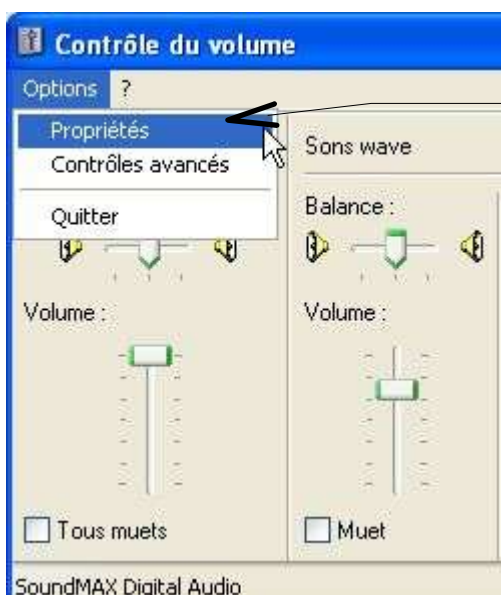 Contrôle du volume
Options ?
Propriétés
Contrôles avancés
Quitter
Sons wave
Balance :
Volume :
Volume :
Tous muets
Muet
SoundMAX Digital Audio